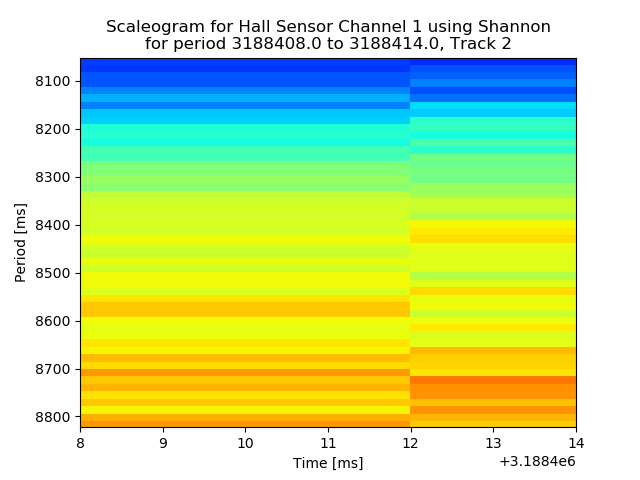 Scaleogram for Hall Sensor Channel 1 using Shannon
for period 3188408.0 to 3188414.0, Track 2
Period [ms]
8100
8200
8300
8400
8500
8600
8700
8800
8 9 10 11 12 13 14
Time [ms]
+3.1884e6